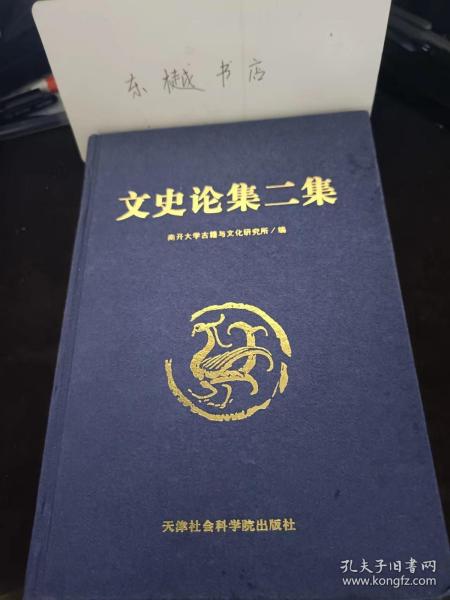 东樾书店
文史论集二集
南开大学古籍与文化研究所/编
天津社会科学院出版社
孔夫子旧书网
www.kongfz.com